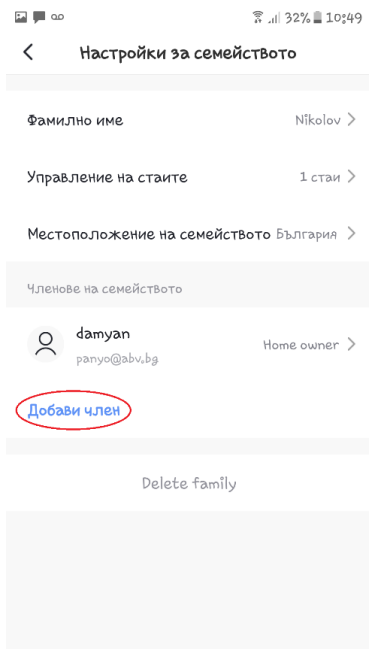 32% 10:49
Настройки за семейството
Фамилно име Nikolov
Управление на стаите 1 стаи
Местоположение на семейството България
Членове на семейството
damyan
panyo@abv.bg
Home owner
Добави член
Delete family